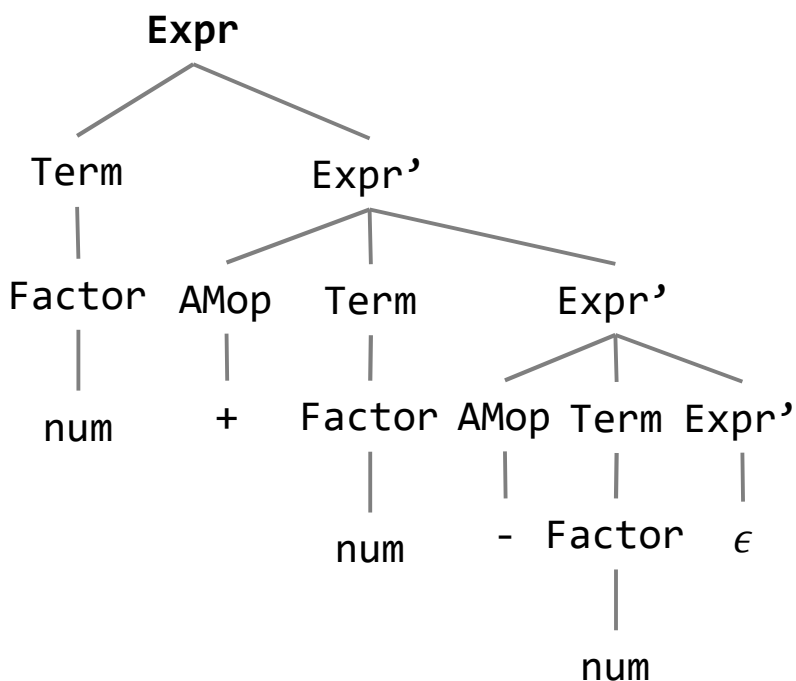 Expr
Term Expr’
Factor AMop Term Expr’
num + Factor AMop Term Expr’
num - Factor ϵ
num